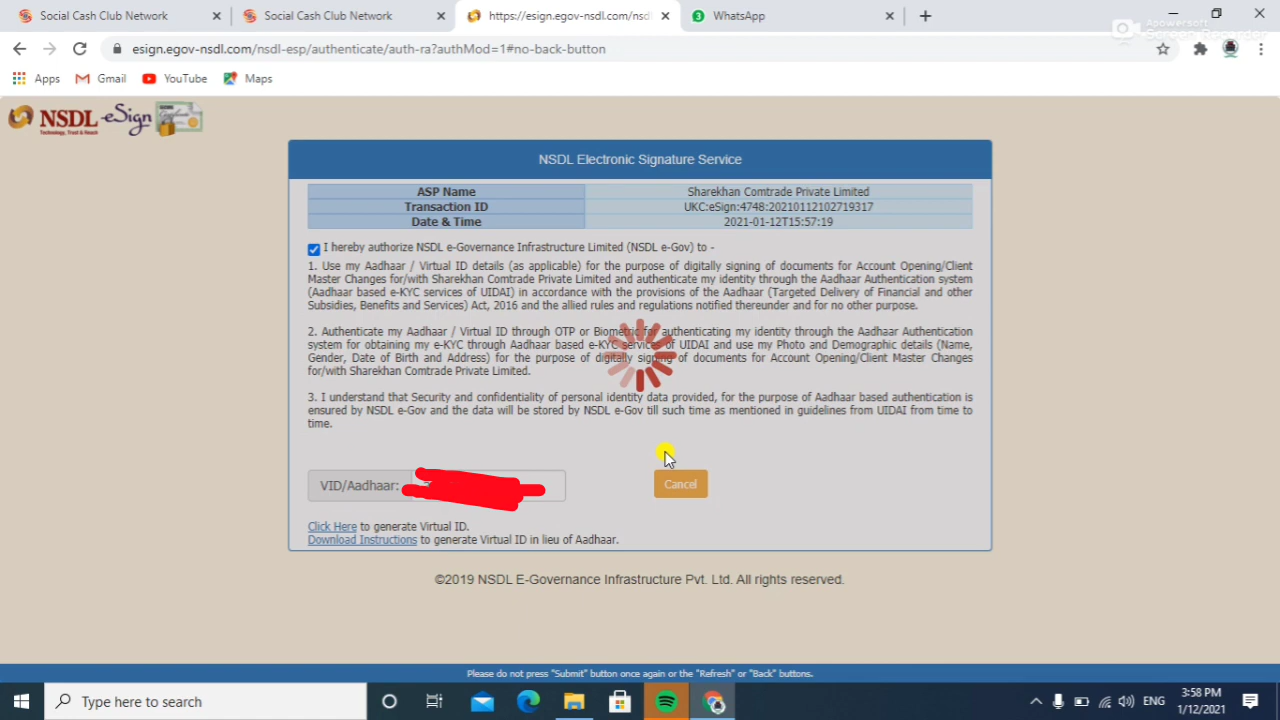 Social Cash Club Network
Social Cash Club Network
https://esign.egov-nsdl.com/nsdl
3 WhatsApp
Apowersoft
Screen Recorder
esign.egov-nsdl.com/nsdl-esp/authenticate/auth-ra?authMod=1#no-back-button
Apps Gmail YouTube Maps
NSDL eSign
Technology, Trust & Reach
NSDL Electronic Signature Service
ASP Name Sharekhan Comtrade Private Limited
Transaction ID UKC:eSign:4748:20210112102719317
Date & Time 2021-01-12T15:57:19
I hereby authorize NSDL e-Governance Infrastructure Limited (NSDL e-Gov) to -
1. Use my Aadhaar / Virtual ID details (as applicable) for the purpose of digitally signing of documents for Account Opening/Client
Master Changes for/with Sharekhan Comtrade Private Limited and authenticate my identity through the Aadhaar Authentication system
(Aadhaar based e-KYC services of UIDAI) in accordance with the provisions of the Aadhaar (Targeted Delivery of Financial and other
Subsidies, Benefits and Services) Act, 2016 and the allied rules and regulations notified thereunder and for no other purpose.
2. Authenticate my Aadhaar / Virtual ID through OTP or Biometric for authenticating my identity through the Aadhaar Authentication
system for obtaining my e-KYC through Aadhaar based e-KYC services of UIDAI and use my Photo and Demographic details (Name,
Gender, Date of Birth and Address) for the purpose of digitally signing of documents for Account Opening/Client Master Changes
for/with Sharekhan Comtrade Private Limited.
3. I understand that Security and confidentiality of personal identity data provided, for the purpose of Aadhaar based authentication is
ensured by NSDL e-Gov and the data will be stored by NSDL e-Gov till such time as mentioned in guidelines from UIDAI from time to
time.
VID/Aadhaar:
Cancel
Click Here to generate Virtual ID.
Download Instructions to generate Virtual ID in lieu of Aadhaar.
©2019 NSDL E-Governance Infrastructure Pvt. Ltd. All rights reserved.
Please do not press "Submit" button once again or the "Refresh" or "Back" buttons.
Type here to search
ENG
3:58 PM
1/12/2021